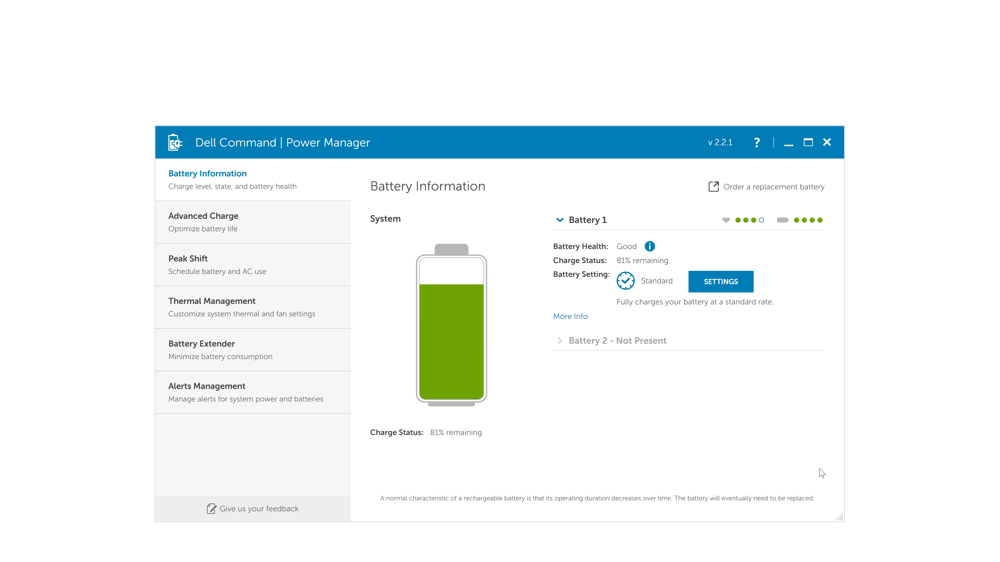 Dell Command | Power Manager
v 2.2.1
?
Battery Information
Charge level, state, and battery health
Advanced Charge
Optimize battery life
Peak Shift
Schedule battery and AC use
Thermal Management
Customize system thermal and fan settings
Battery Extender
Minimize battery consumption
Alerts Management
Manage alerts for system power and batteries
Give us your feedback
Battery Information
Order a replacement battery
System
Charge Status: 81% remaining
Battery 1
Battery Health: Good i
Charge Status: 81% remaining
Battery Setting: Standard SETTINGS
Fully charges your battery at a standard rate.
More Info
Battery 2 - Not Present
A normal characteristic of a rechargeable battery is that its operating duration decreases over time. The battery will eventually need to be replaced.